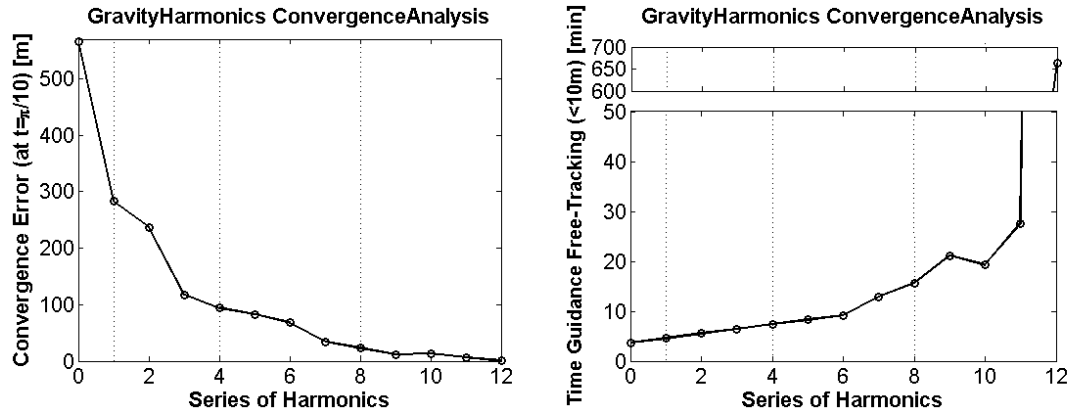 GravityHarmonics ConvergenceAnalysis
Convergence Error (at t=π/10) [m]
500
400
300
200
100
0
0 2 4 6 8 10 12
Series of Harmonics
GravityHarmonics ConvergenceAnalysis
Time Guidance Free-Tracking (<10m) [min]
700
650
600
50
40
30
20
10
0
0 2 4 6 8 10 12
Series of Harmonics